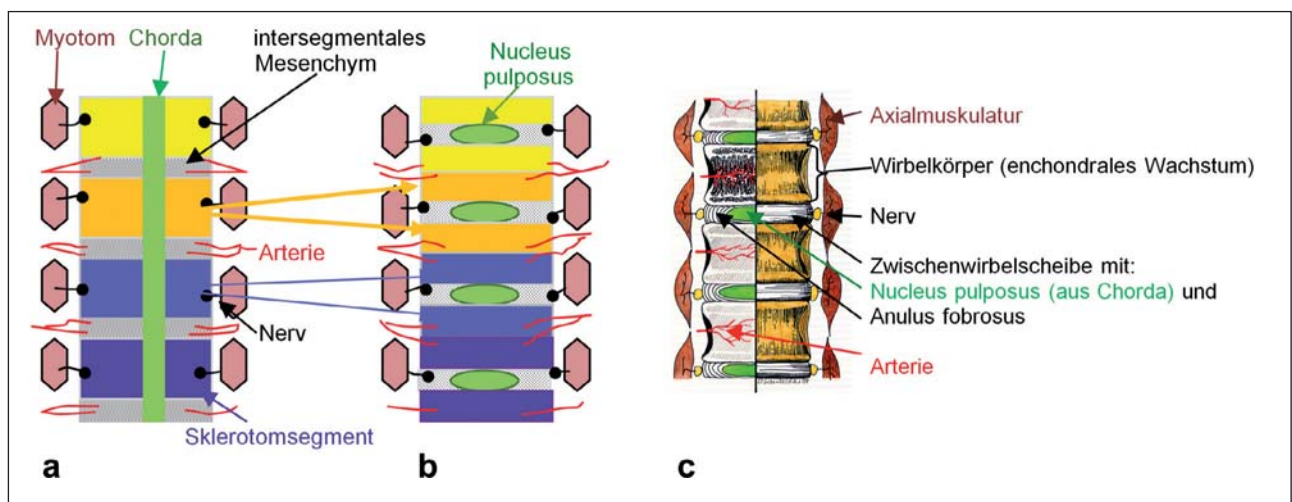 Myotom
Chorda
intersegmentales
Mesenchym
Arterie
Nerv
Sklerotomsegment
a
Nucleus
pulposus
b
Axialmuskulatur
Wirbelkörper (enchondrales Wachstum)
Nerv
Zwischenwirbelscheibe mit:
Nucleus pulposus (aus Chorda) und
Anulus fobrosus
Arterie
c